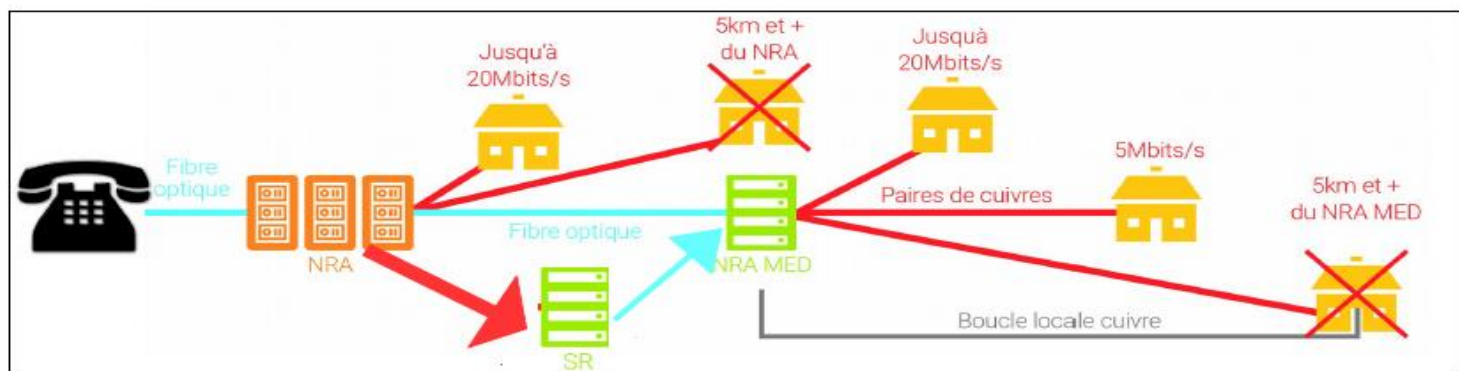 Jusqu'à
20Mbits/s
5km et +
du NRA
Jusquà
20Mbits/s
Fibre
optique
5Mbits/s
Paires de cuivres
5km et +
du NRA MED
Fibre optique
NRA
NRA MED
Boucle locale cuivre
SR